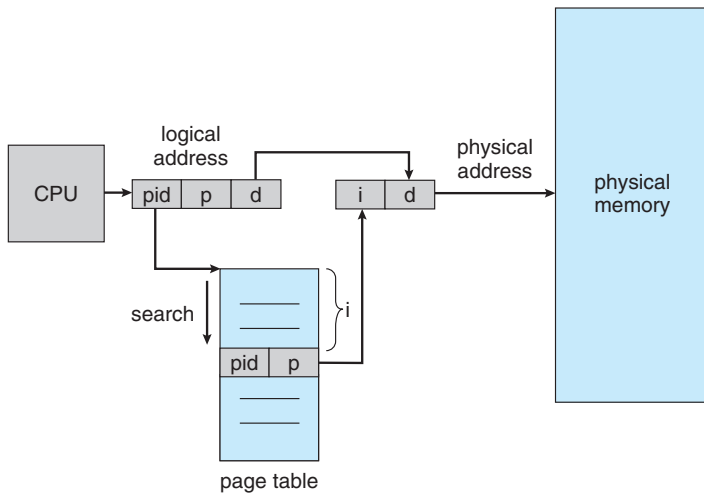 logical
address
physical
address
CPU
pid p d
i d
physical
memory
search
i
pid p
page table